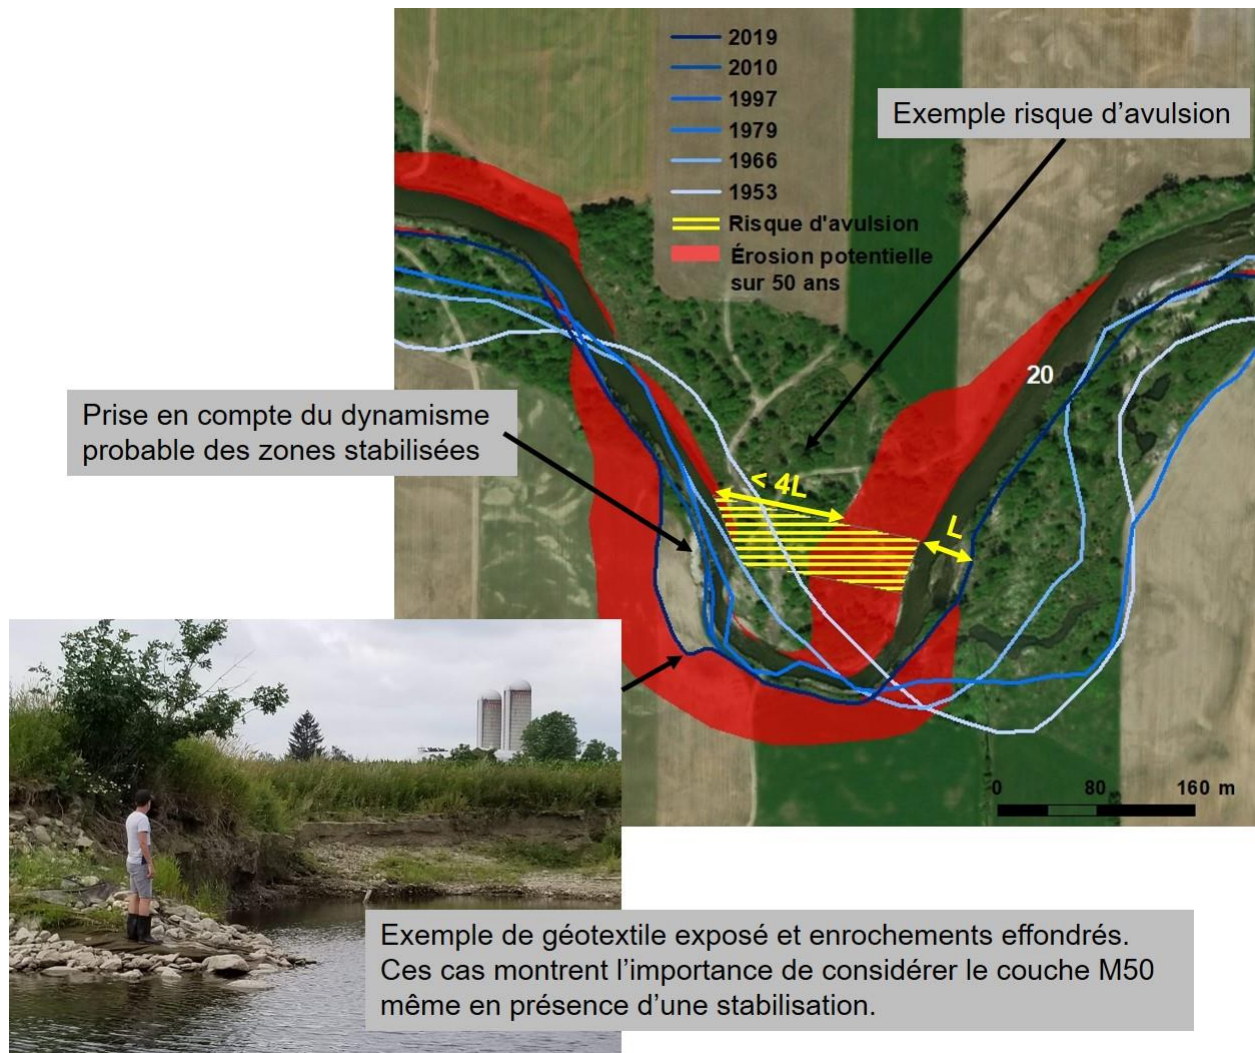 2019
2010
1997
1979
1966
1953
Risque d'avulsion
Érosion potentielle
sur 50 ans
Exemple risque d’avulsion
20
Prise en compte du dynamisme
probable des zones stabilisées
< 4L
L
0 80 160 m
Exemple de géotextile exposé et enrochements effondrés.
Ces cas montrent l’importance de considérer le couche M50
même en présence d’une stabilisation.